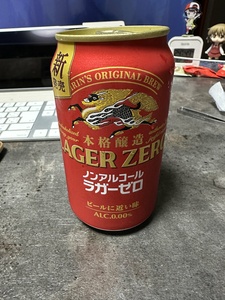 新発売
KIRIN'S ORIGINAL BREW
本格醸造
LAGER ZERO
ノンアルコール
ラガーゼロ
ビールに近い味
ALC.0.00%